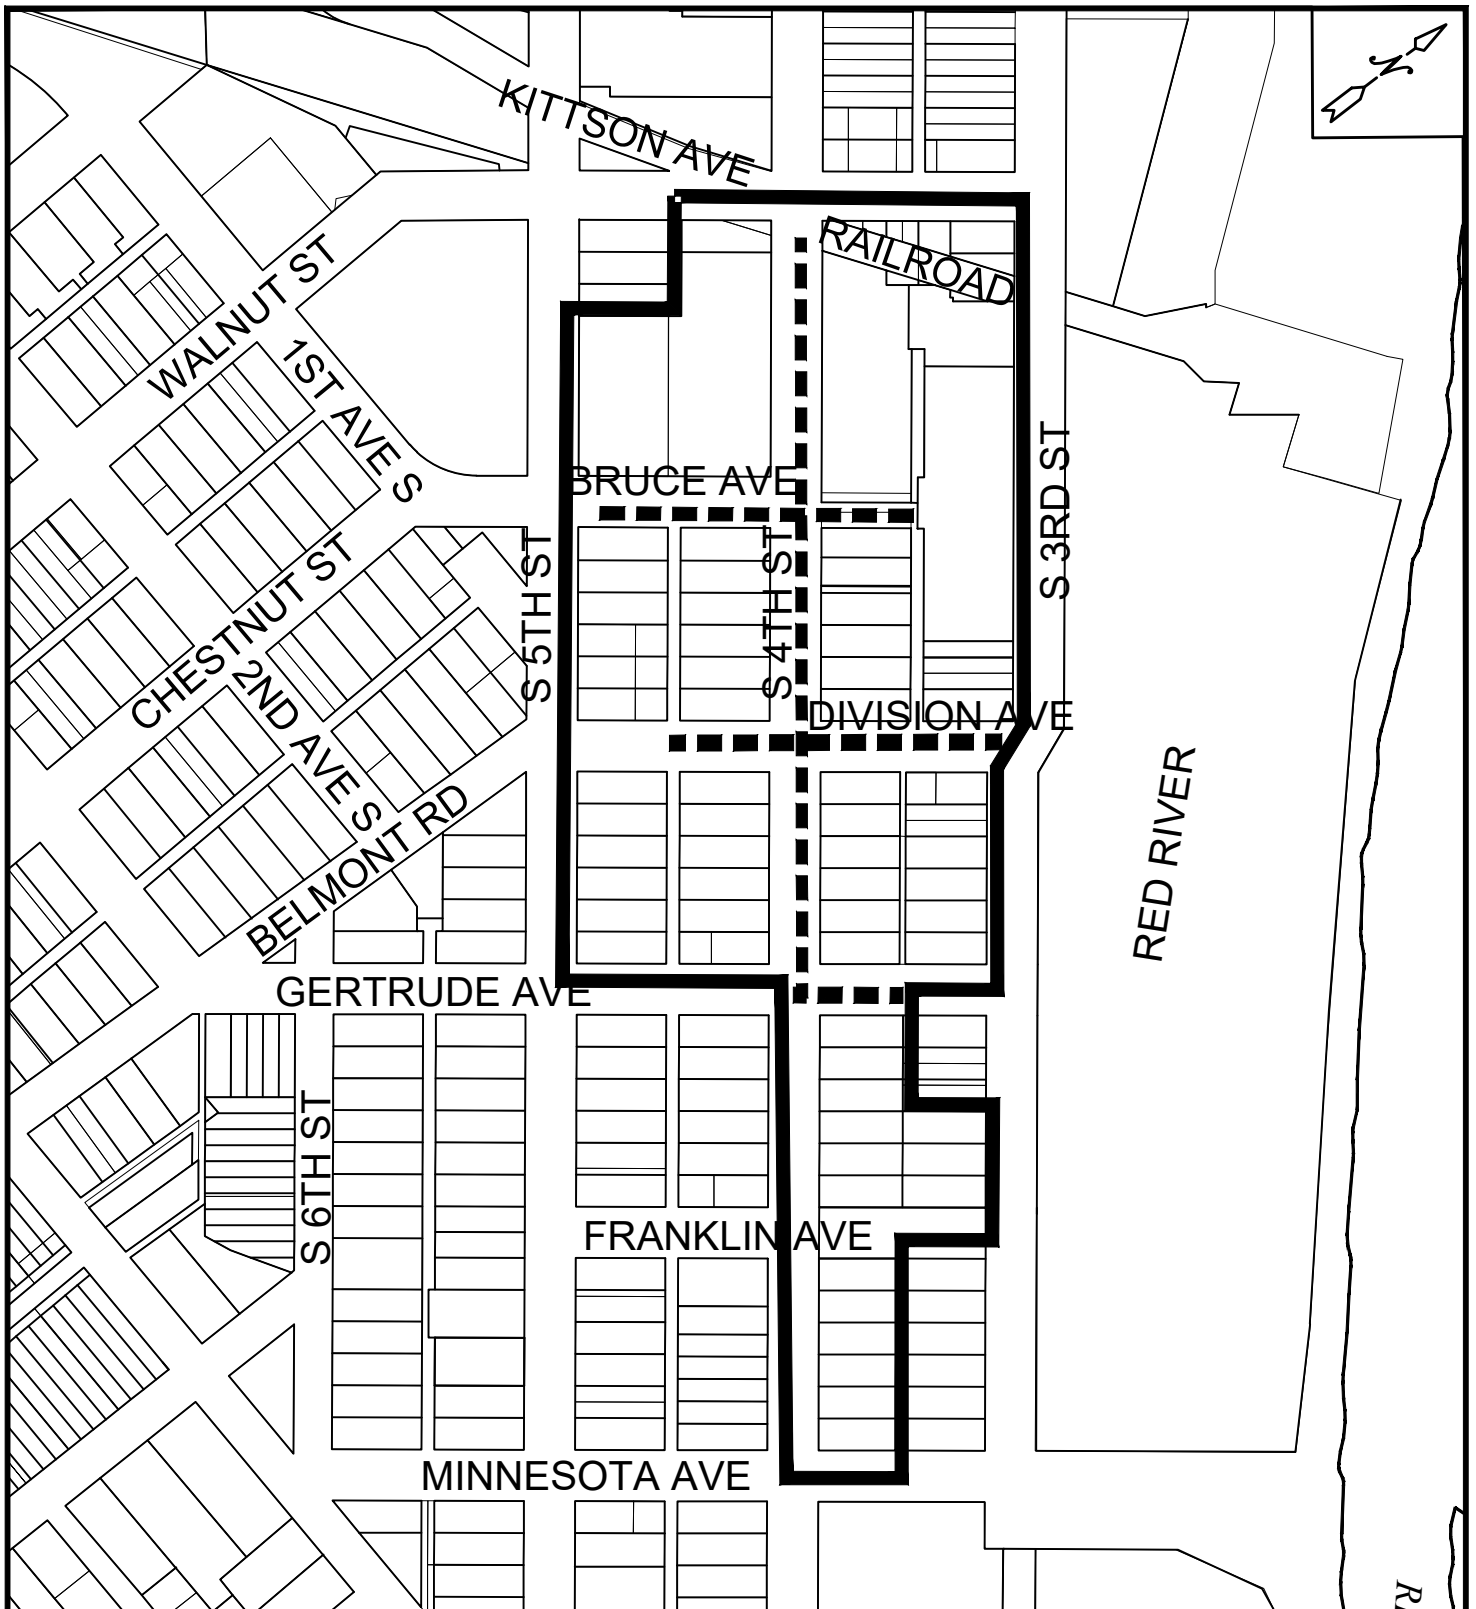 N
KITTSON AVE
RAILROAD
WALNUT ST
1ST AVE S
BRUCE AVE
S 3RD ST
S 5TH ST
S 4TH ST
CHESTNUT ST
2ND AVE S
DIVISION AVE
BELMONT RD
RED RIVER
GERTRUDE AVE
S 6TH ST
FRANKLIN AVE
MINNESOTA AVE